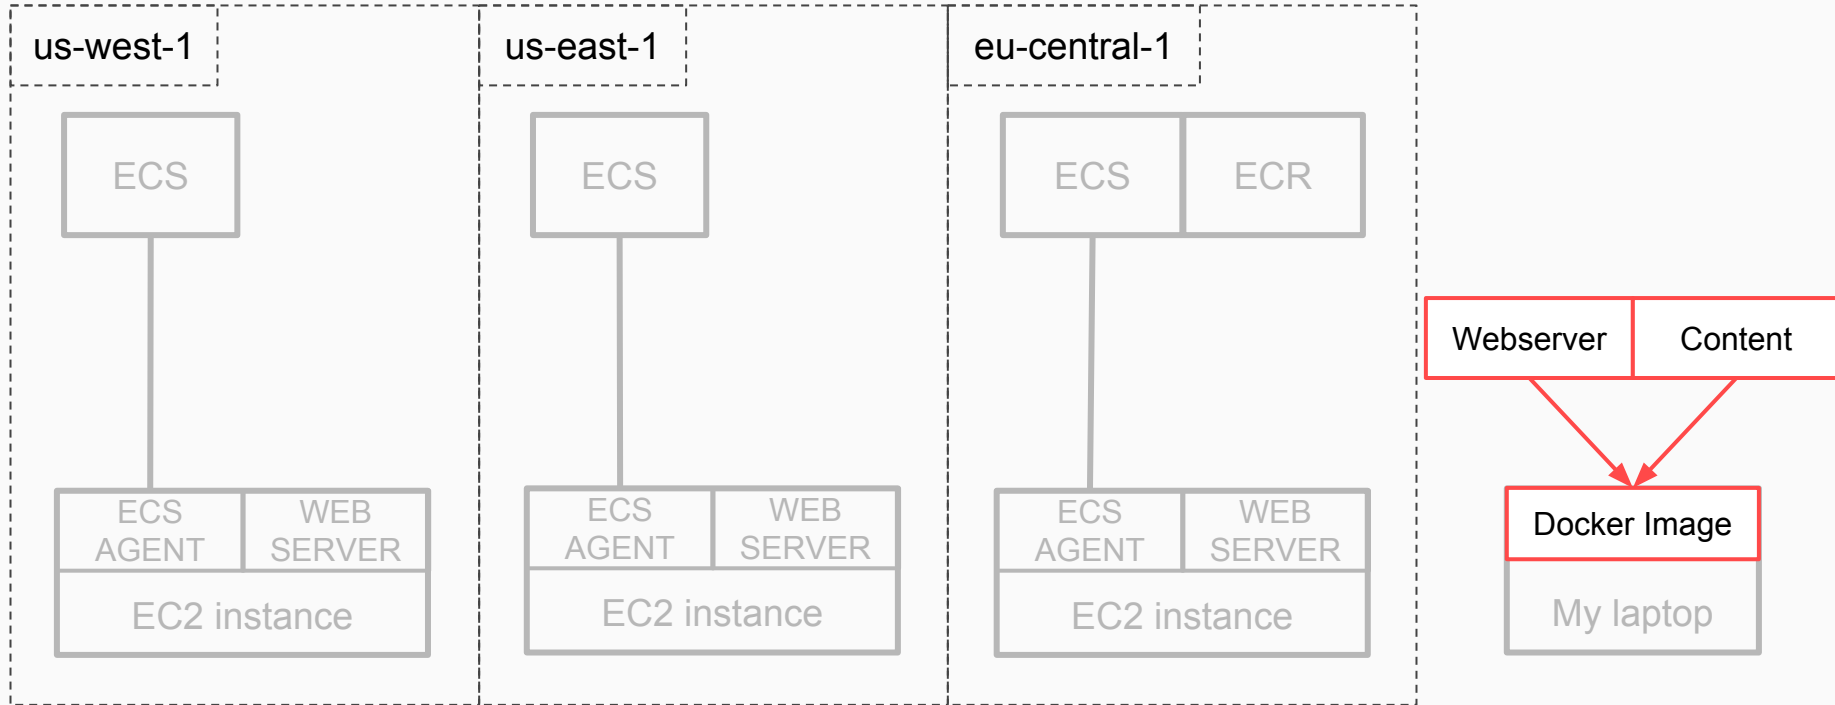 us-west-1
us-east-1
eu-central-1
ECS
ECS
ECS
ECR
Webserver
Content
ECS
AGENT
WEB
SERVER
EC2 instance
ECS
AGENT
WEB
SERVER
EC2 instance
ECS
AGENT
WEB
SERVER
EC2 instance
Docker Image
My laptop